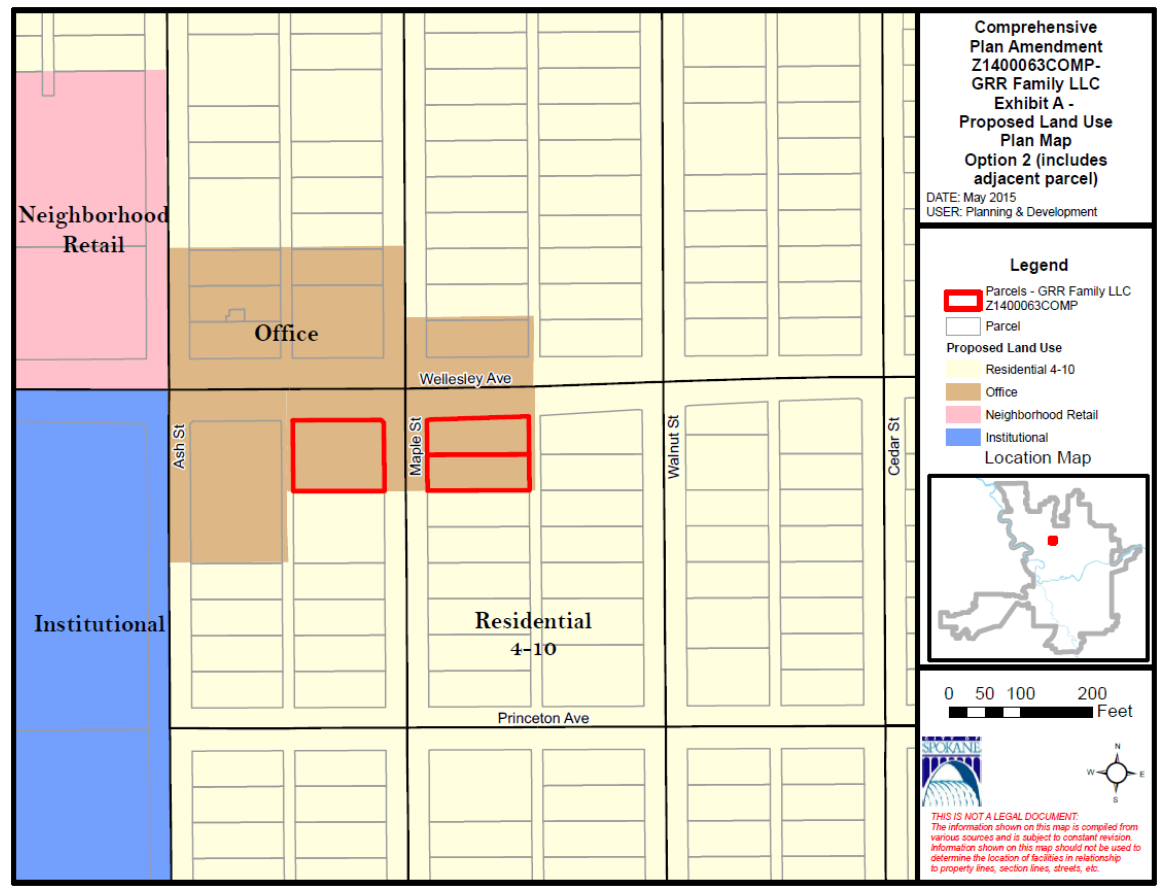 Comprehensive
Plan Amendment
Z1400063COMP-
GRR Family LLC
Exhibit A -
Proposed Land Use
Plan Map
Option 2 (includes
adjacent parcel)
DATE: May 2015
USER: Planning & Development
Legend
Parcels - GRR Family LLC
Z1400063COMP
Parcel
Proposed Land Use
Residential 4-10
Office
Neighborhood Retail
Institutional
Location Map
0 50 100 200
Feet
SPOKANE
N
W E
S
THIS IS NOT A LEGAL DOCUMENT:
The information shown on this map is compiled from
various sources and is subject to constant revision.
Information shown on this map should not be used to
determine the location of facilities in relationship
to property lines, section lines, streets, etc.
Neighborhood
Retail
Office
Wellesley Ave
Ash St
Maple St
Walnut St
Cedar St
Institutional
Residential
4-10
Princeton Ave